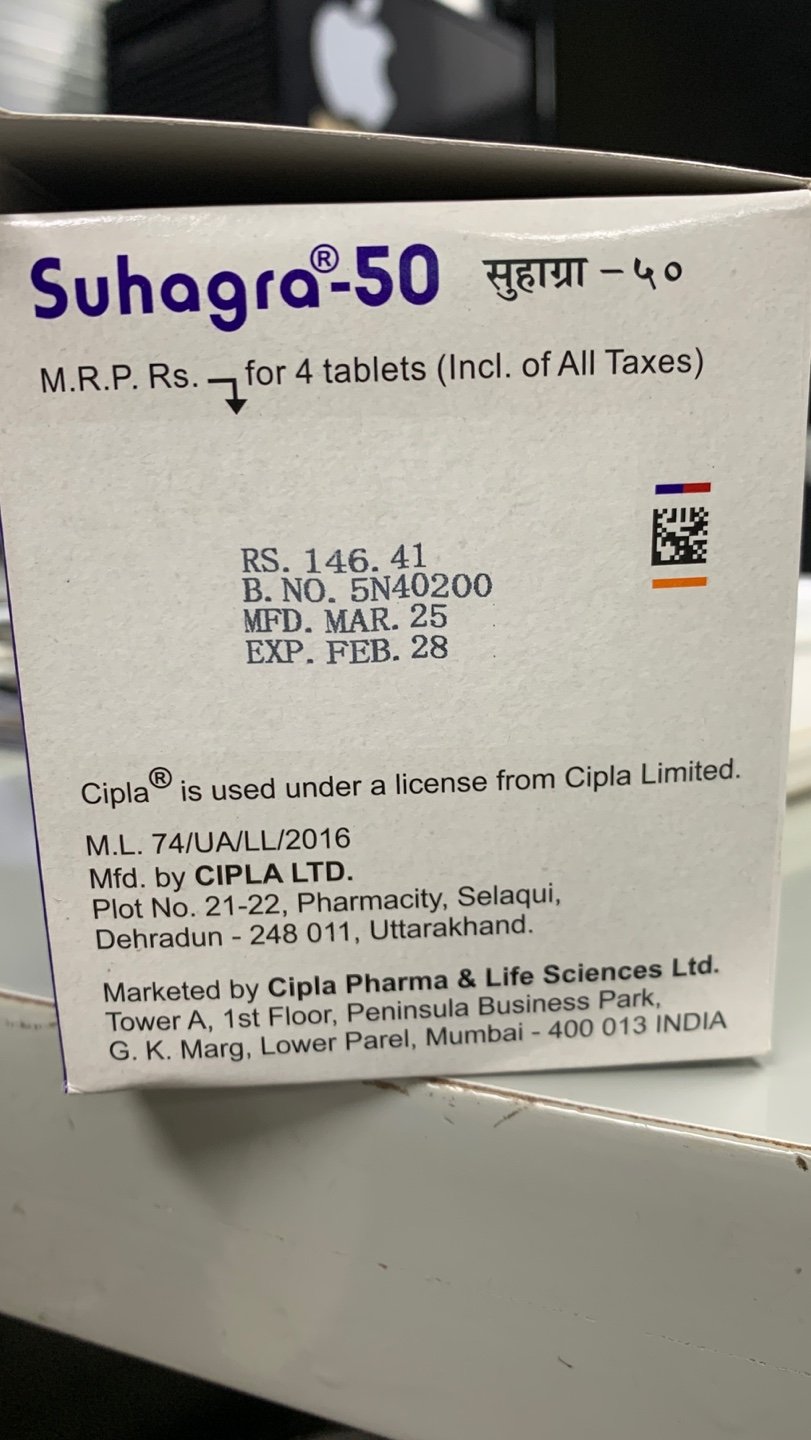 Suhagra®-50 सुहाग्रा – ५०
M.R.P. Rs. for 4 tablets (Incl. of All Taxes)
RS. 146. 41
B. NO. 5N40200
MFD. MAR. 25
EXP. FEB. 28
Cipla® is used under a license from Cipla Limited.
M.L. 74/UA/LL/2016
Mfd. by CIPLA LTD.
Plot No. 21-22, Pharmacity, Selaqui,
Dehradun - 248 011, Uttarakhand.
Marketed by Cipla Pharma & Life Sciences Ltd.
Tower A, 1st Floor, Peninsula Business Park,
G. K. Marg, Lower Parel, Mumbai - 400 013 INDIA